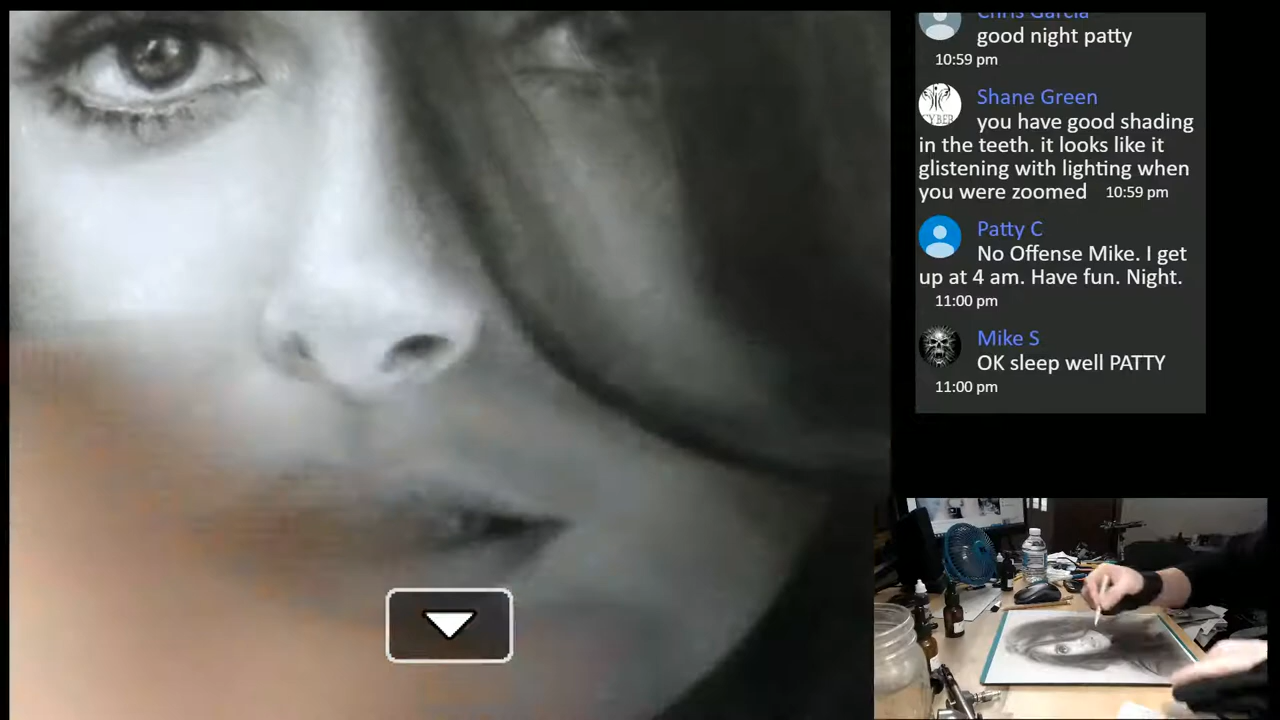 Chris Garcia
good night patty
10:59 pm
Shane Green
you have good shading
in the teeth. it looks like it
glistening with lighting when
you were zoomed 10:59 pm
Patty C
No Offense Mike. I get
up at 4 am. Have fun. Night.
11:00 pm
Mike S
OK sleep well PATTY
11:00 pm